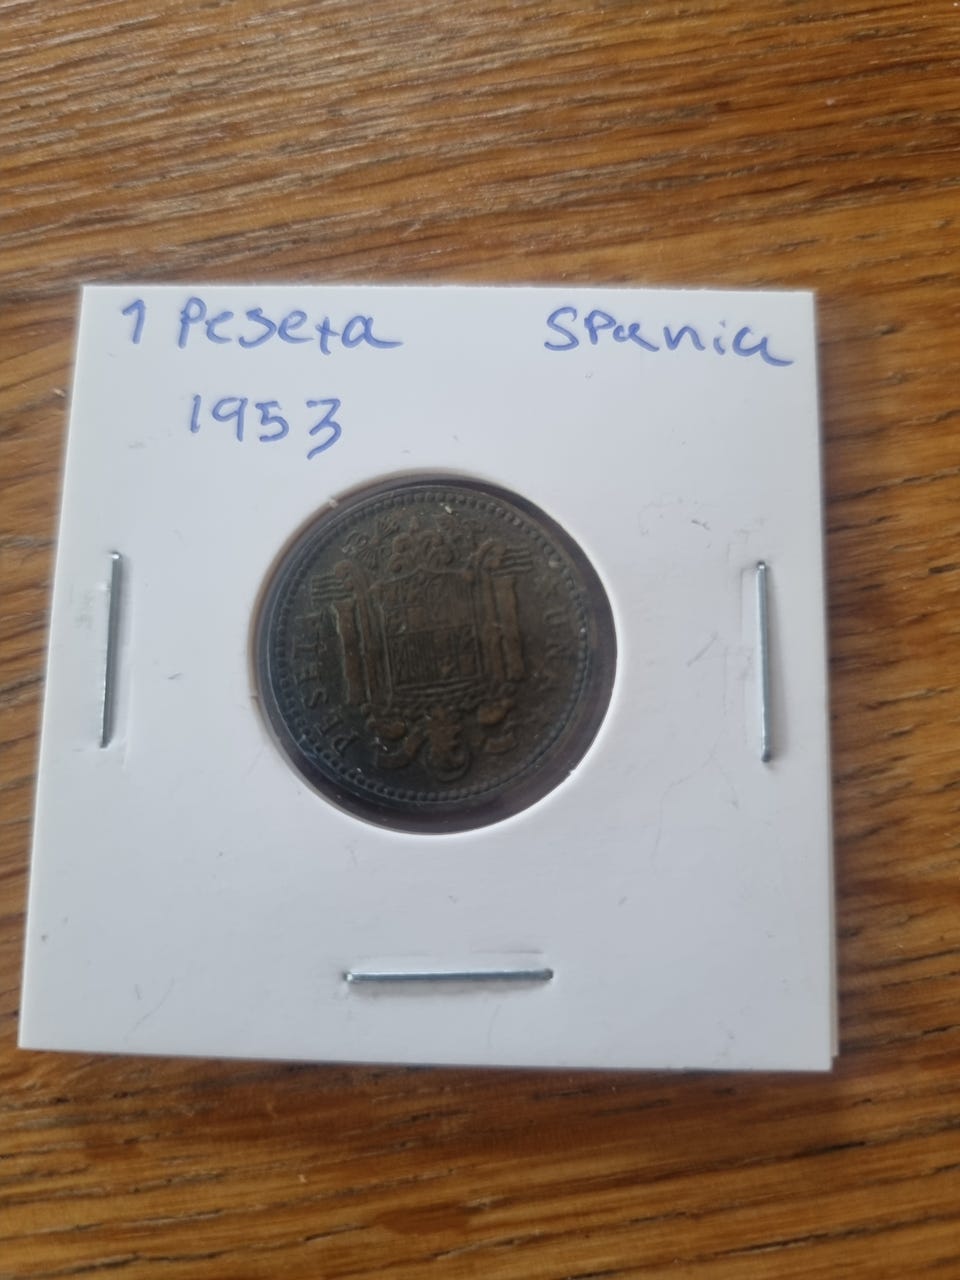 1 Peseta Spania
1953
UNA
PESETA